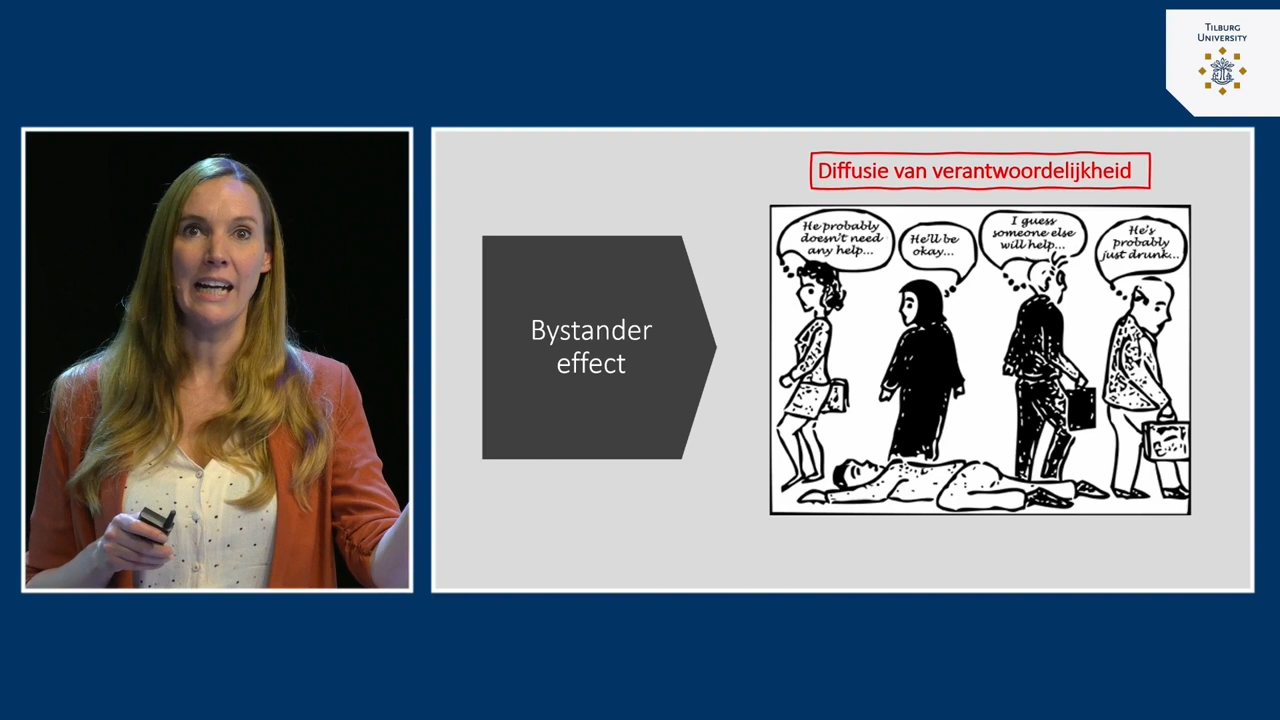 TILBURG
UNIVERSITY
Diffusie van verantwoordelijkheid
Bystander
effect
He probably
doesn't need
any help...
He'll be
okay...
I guess
someone else
will help...
He's
probably
just drunk...